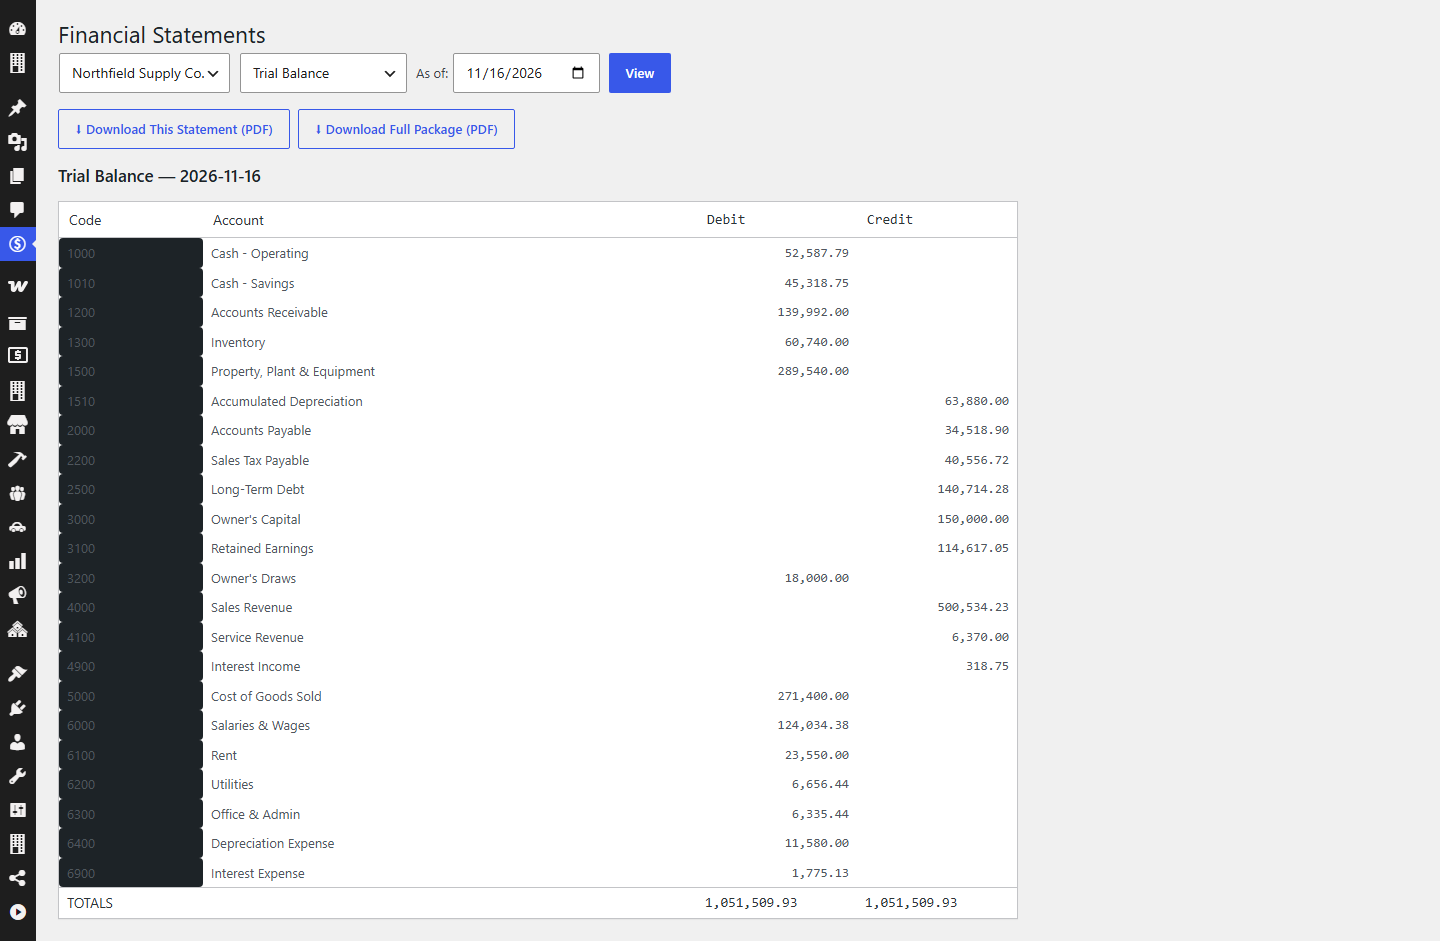 Financial Statements
Northfield Supply Co. Trial Balance As of: 11/16/2026 View
Download This Statement (PDF) Download Full Package (PDF)
Trial Balance — 2026-11-16
Code Account Debit Credit
1000 Cash - Operating 52,587.79
1010 Cash - Savings 45,318.75
1200 Accounts Receivable 139,992.00
1300 Inventory 60,740.00
1500 Property, Plant & Equipment 289,540.00
1510 Accumulated Depreciation 63,880.00
2000 Accounts Payable 34,518.90
2200 Sales Tax Payable 40,556.72
2500 Long-Term Debt 140,714.28
3000 Owner's Capital 150,000.00
3100 Retained Earnings 114,617.05
3200 Owner's Draws 18,000.00
4000 Sales Revenue 500,534.23
4100 Service Revenue 6,370.00
4900 Interest Income 318.75
5000 Cost of Goods Sold 271,400.00
6000 Salaries & Wages 124,034.38
6100 Rent 23,550.00
6200 Utilities 6,656.44
6300 Office & Admin 6,335.44
6400 Depreciation Expense 11,580.00
6900 Interest Expense 1,775.13
TOTALS 1,051,509.93 1,051,509.93